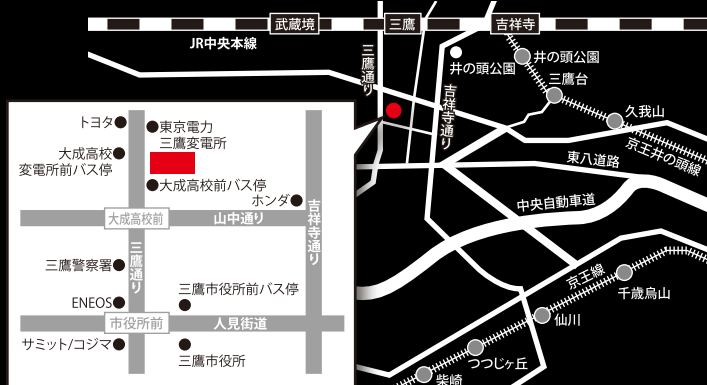 武蔵境
三鷹
吉祥寺
JR中央本線
三鷹通り
井の頭公園
井の頭公園
三鷹台
吉祥寺通り
久我山
京王井の頭線
東八道路
中央自動車道
京王線
千歳烏山
仙川
つつじヶ丘
柴崎
トヨタ
東京電力
三鷹変電所
大成高校
変電所前バス停
大成高校前バス停
ホンダ
吉祥寺通り
大成高校前
山中通り
三鷹通り
三鷹警察署
三鷹市役所前バス停
ENEOS
市役所前
人見街道
サミット/コジマ
三鷹市役所